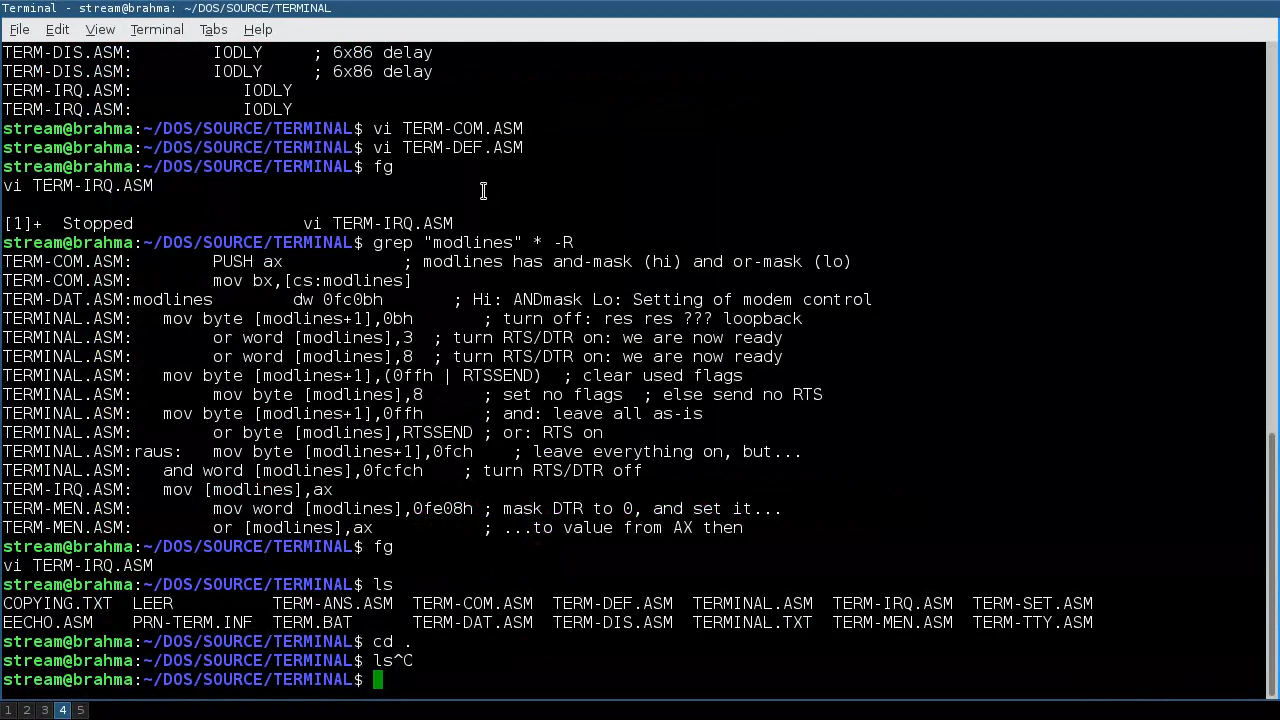 Terminal - stream@brahma: ~/DOS/SOURCE/TERMINAL
File Edit View Terminal Tabs Help
TERM-DIS.ASM:        IODLY     ; 6x86 delay
TERM-DIS.ASM:        IODLY     ; 6x86 delay
TERM-IRQ.ASM:           IODLY
TERM-IRQ.ASM:           IODLY
stream@brahma:~/DOS/SOURCE/TERMINAL$ vi TERM-COM.ASM
stream@brahma:~/DOS/SOURCE/TERMINAL$ vi TERM-DEF.ASM
stream@brahma:~/DOS/SOURCE/TERMINAL$ fg
vi TERM-IRQ.ASM
[1]+  Stopped                 vi TERM-IRQ.ASM
stream@brahma:~/DOS/SOURCE/TERMINAL$ grep "modlines" * -R
TERM-COM.ASM:        PUSH ax            ; modlines has and-mask (hi) and or-mask (lo)
TERM-COM.ASM:        mov bx,[cs:modlines]
TERM-DAT.ASM:modlines        dw 0fc0bh       ; Hi: ANDmask Lo: Setting of modem control
TERMINAL.ASM:   mov byte [modlines+1],0bh       ; turn off: res res ??? loopback
TERMINAL.ASM:        or word [modlines],3  ; turn RTS/DTR on: we are now ready
TERMINAL.ASM:        or word [modlines],8  ; turn RTS/DTR on: we are now ready
TERMINAL.ASM:   mov byte [modlines+1],(0ffh | RTSSEND)  ; clear used flags
TERMINAL.ASM:        mov byte [modlines],8      ; set no flags  ; else send no RTS
TERMINAL.ASM:   mov byte [modlines+1],0ffh      ; and: leave all as-is
TERMINAL.ASM:        or byte [modlines],RTSSEND ; or: RTS on
TERMINAL.ASM:raus:   mov byte [modlines+1],0fch    ; leave everything on, but...
TERMINAL.ASM:   and word [modlines],0fcfch    ; turn RTS/DTR off
TERM-IRQ.ASM:   mov [modlines],ax
TERM-MEN.ASM:        mov word [modlines],0fe08h ; mask DTR to 0, and set it...
TERM-MEN.ASM:        or [modlines],ax           ; ...to value from AX then
stream@brahma:~/DOS/SOURCE/TERMINAL$ fg
vi TERM-IRQ.ASM
stream@brahma:~/DOS/SOURCE/TERMINAL$ ls
COPYING.TXT  LEER          TERM-ANS.ASM  TERM-COM.ASM  TERM-DEF.ASM  TERMINAL.ASM  TERM-IRQ.ASM  TERM-SET.ASM
EECHO.ASM    PRN-TERM.INF  TERM.BAT      TERM-DAT.ASM  TERM-DIS.ASM  TERMINAL.TXT  TERM-MEN.ASM  TERM-TTY.ASM
stream@brahma:~/DOS/SOURCE/TERMINAL$ cd .
stream@brahma:~/DOS/SOURCE/TERMINAL$ ls^C
stream@brahma:~/DOS/SOURCE/TERMINAL$
1 2 3 4 5